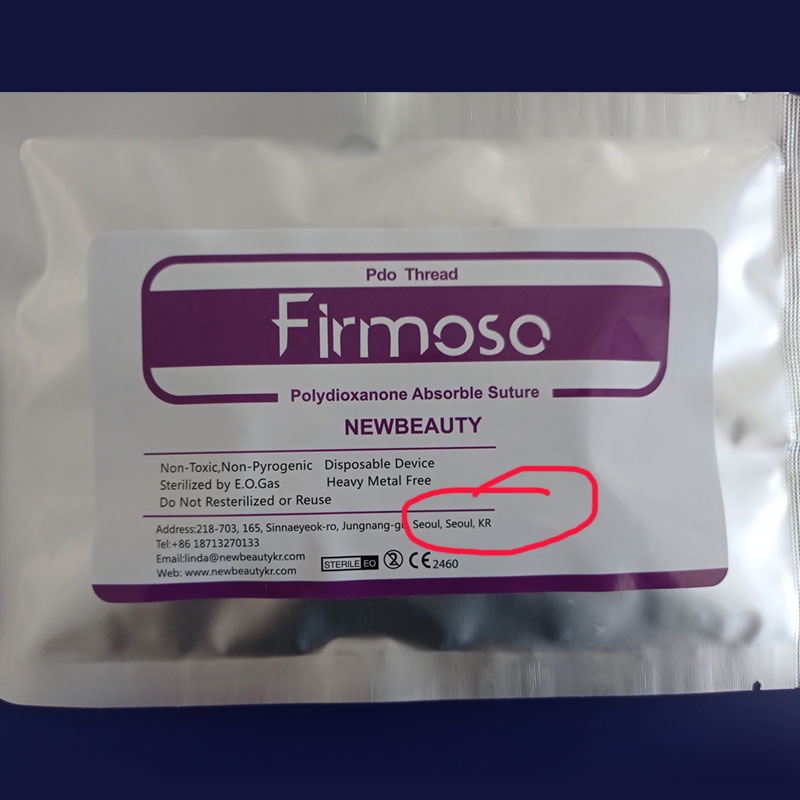 Pdo Thread
Firmoso
Polydioxanone Absorble Suture
NEWBEAUTY
Non-Toxic,Non-Pyrogenic Disposable Device
Sterilized by E.O.Gas Heavy Metal Free
Do Not Resterilized or Reuse
Address:218-703, 165, Sinnaeyeok-ro, Jungnang-gu, Seoul, Seoul, KR
Tel:+86 18713270133
Email:linda@newbeautykr.com
Web: www.newbeautykr.com
STERILE EO 2 CE 2460